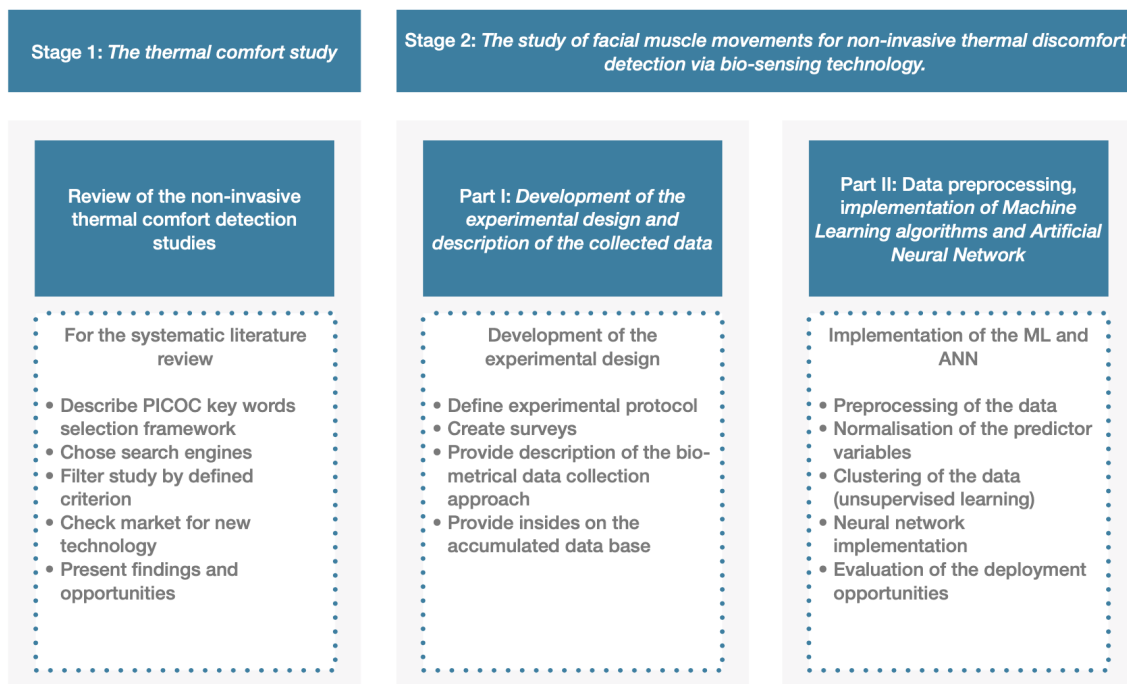 Stage 1: The thermal comfort study
Stage 2: The study of facial muscle movements for non-invasive thermal discomfort
detection via bio-sensing technology.
Review of the non-invasive
thermal comfort detection
studies
For the systematic literature
review
• Describe PICOC key words
selection framework
• Chose search engines
• Filter study by defined
criterion
• Check market for new
technology
• Present findings and
opportunities
Part I: Development of the
experimental design and
description of the collected data
Development of the
experimental design
• Define experimental protocol
• Create surveys
• Provide description of the bio-
metrical data collection
approach
• Provide insides on the
accumulated data base
Part II: Data preprocessing,
implementation of Machine
Learning algorithms and Artificial
Neural Network
Implementation of the ML and
ANN
• Preprocessing of the data
• Normalisation of the predictor
variables
• Clustering of the data
(unsupervised learning)
• Neural network
implementation
• Evaluation of the deployment
opportunities